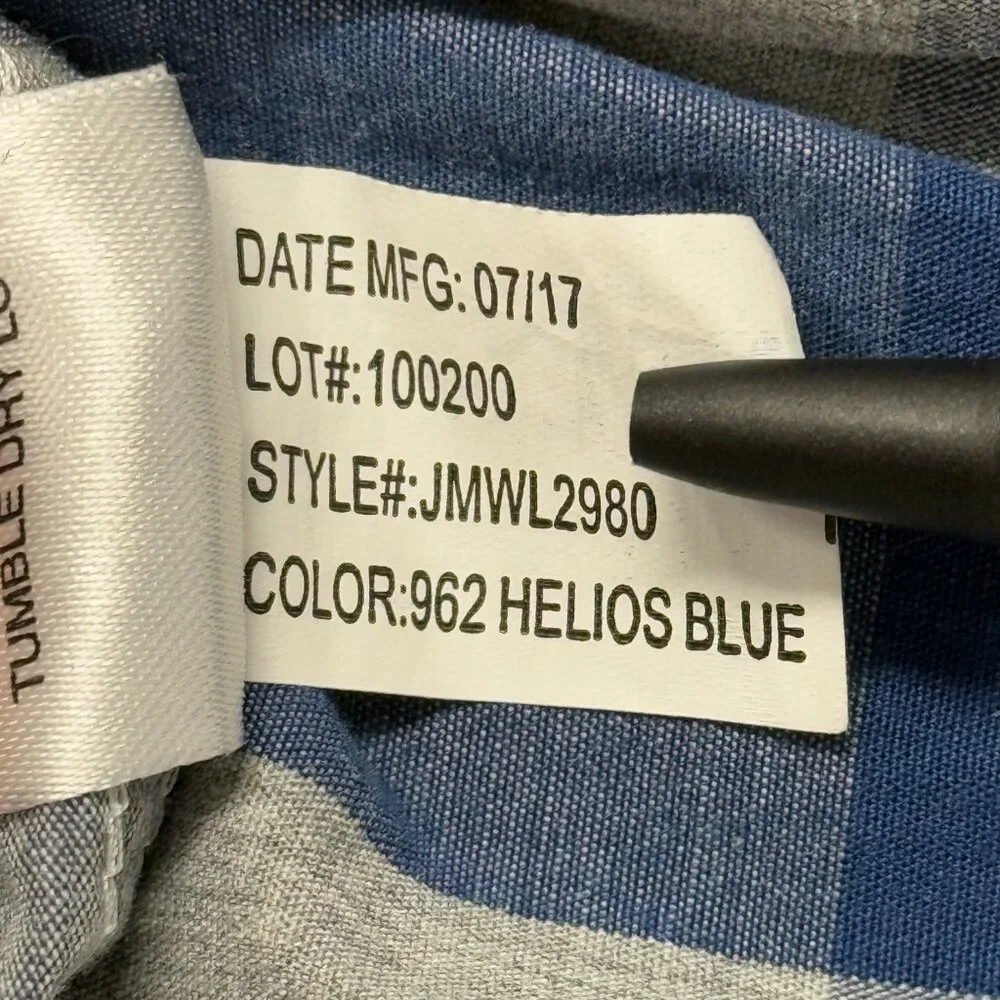 DATE MFG: 07/17
LOT#:100200
STYLE#:JMWL2980
COLOR:962 HELIOS BLUE
TUMBLE DRY LO